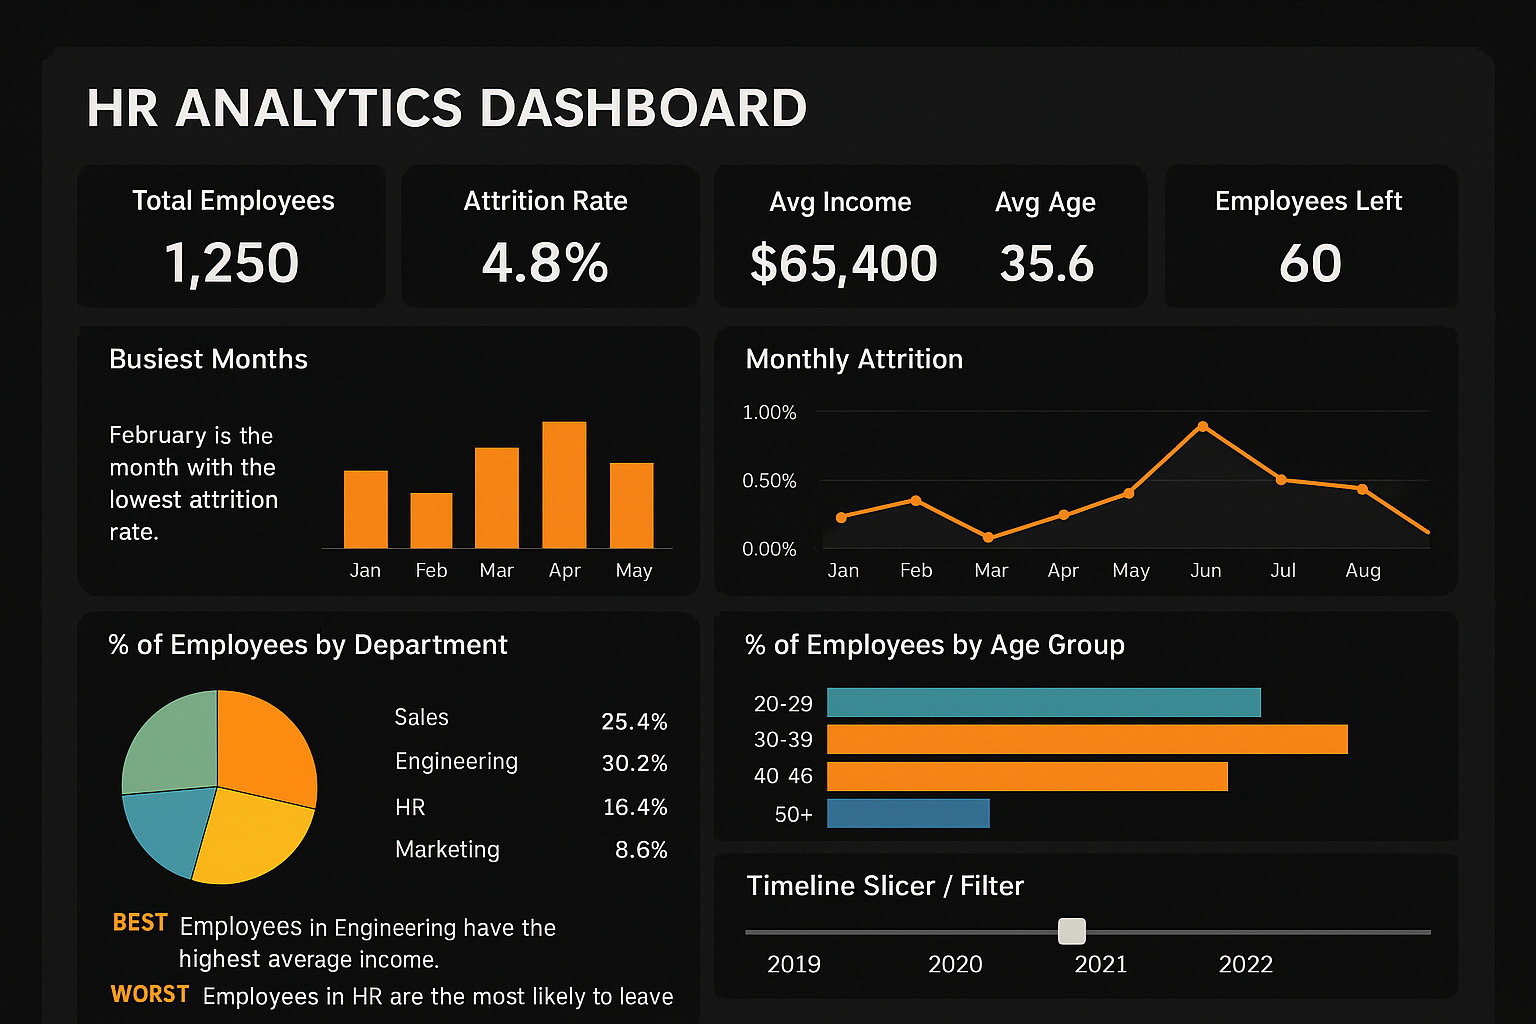 HR ANALYTICS DASHBOARD
Total Employees
1,250
Attrition Rate
4.8%
Avg Income
$65,400
Avg Age
35.6
Employees Left
60
Busiest Months
February is the
month with the
lowest attrition
rate.
Jan Feb Mar Apr May
Monthly Attrition
1.00%
0.50%
0.00%
Jan Feb Mar Apr May Jun Jul Aug
% of Employees by Department
Sales 25.4%
Engineering 30.2%
HR 16.4%
Marketing 8.6%
BEST Employees in Engineering have the
highest average income.
WORST Employees in HR are the most likely to leave
% of Employees by Age Group
20-29
30-39
40 46
50+
Timeline Slicer / Filter
2019 2020 2021 2022